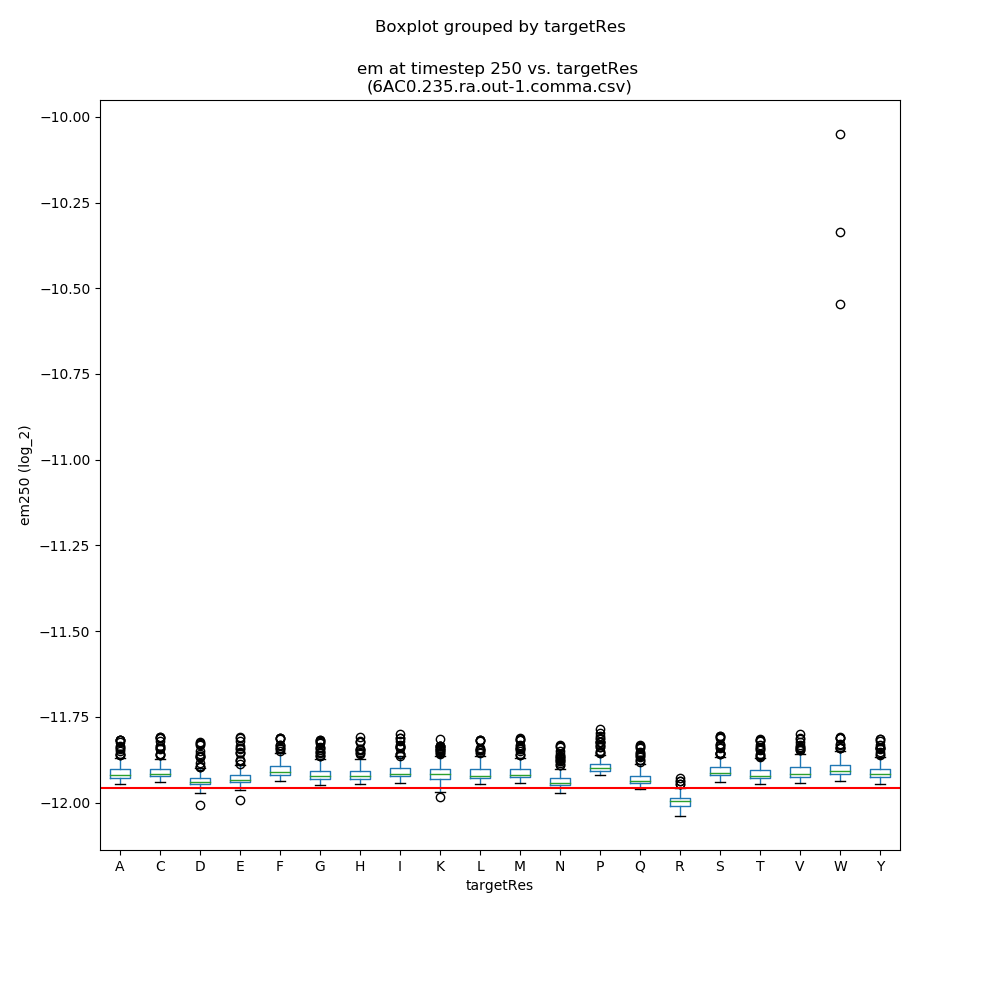 Boxplot grouped by targetRes
em at timestep 250 vs. targetRes
(6AC0.235.ra.out-1.comma.csv)
−10.00
−10.25
−10.50
−10.75
−11.00
−11.25
−11.50
−11.75
−12.00
em250 (log_2)
A C D E F G H I K L M N P Q R S T V W Y
targetRes